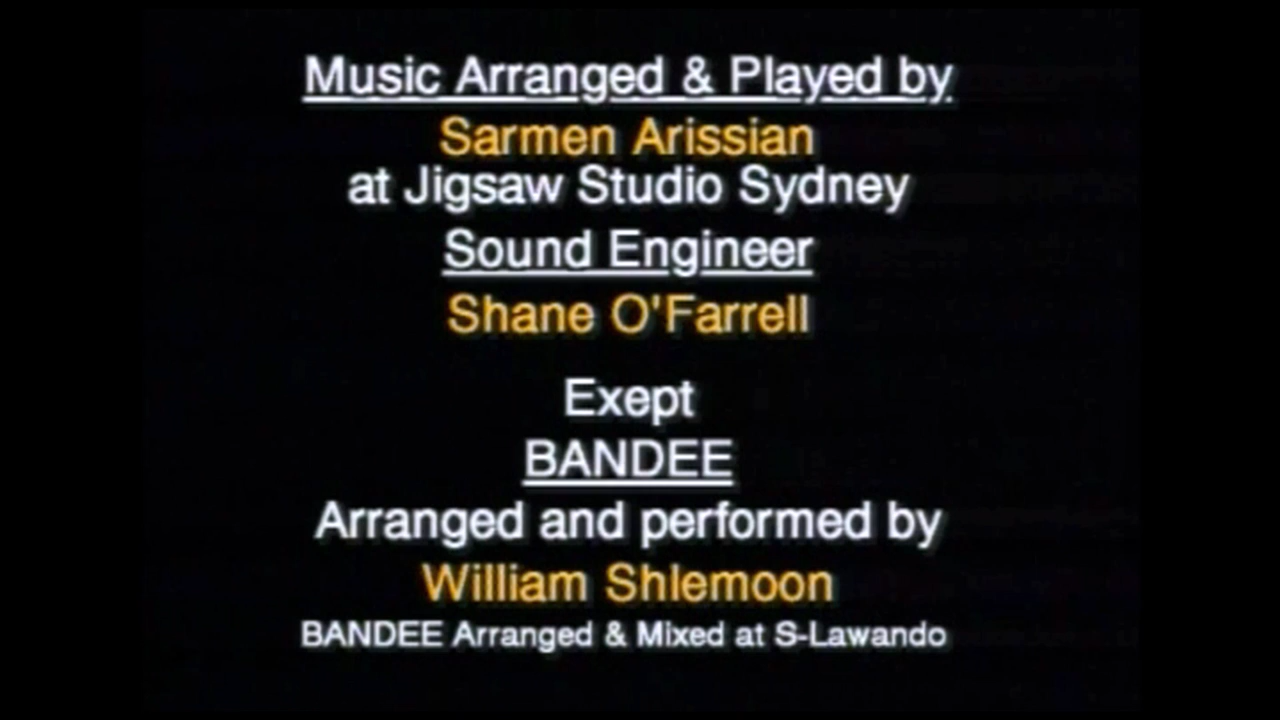 Music Arranged & Played by
Sarmen Arissian
at Jigsaw Studio Sydney
Sound Engineer
Shane O'Farrell
Exept
BANDEE
Arranged and performed by
William Shlemoon
BANDEE Arranged & Mixed at S-Lawando